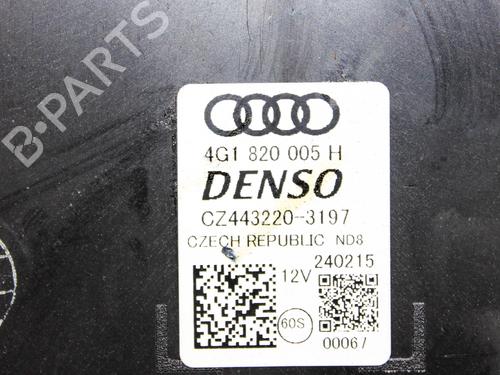 B-PARTS
4G1 820 005 H
DENSO
CZ443220-3197
CZECH REPUBLIC ND8
12V 240215
60S
00067